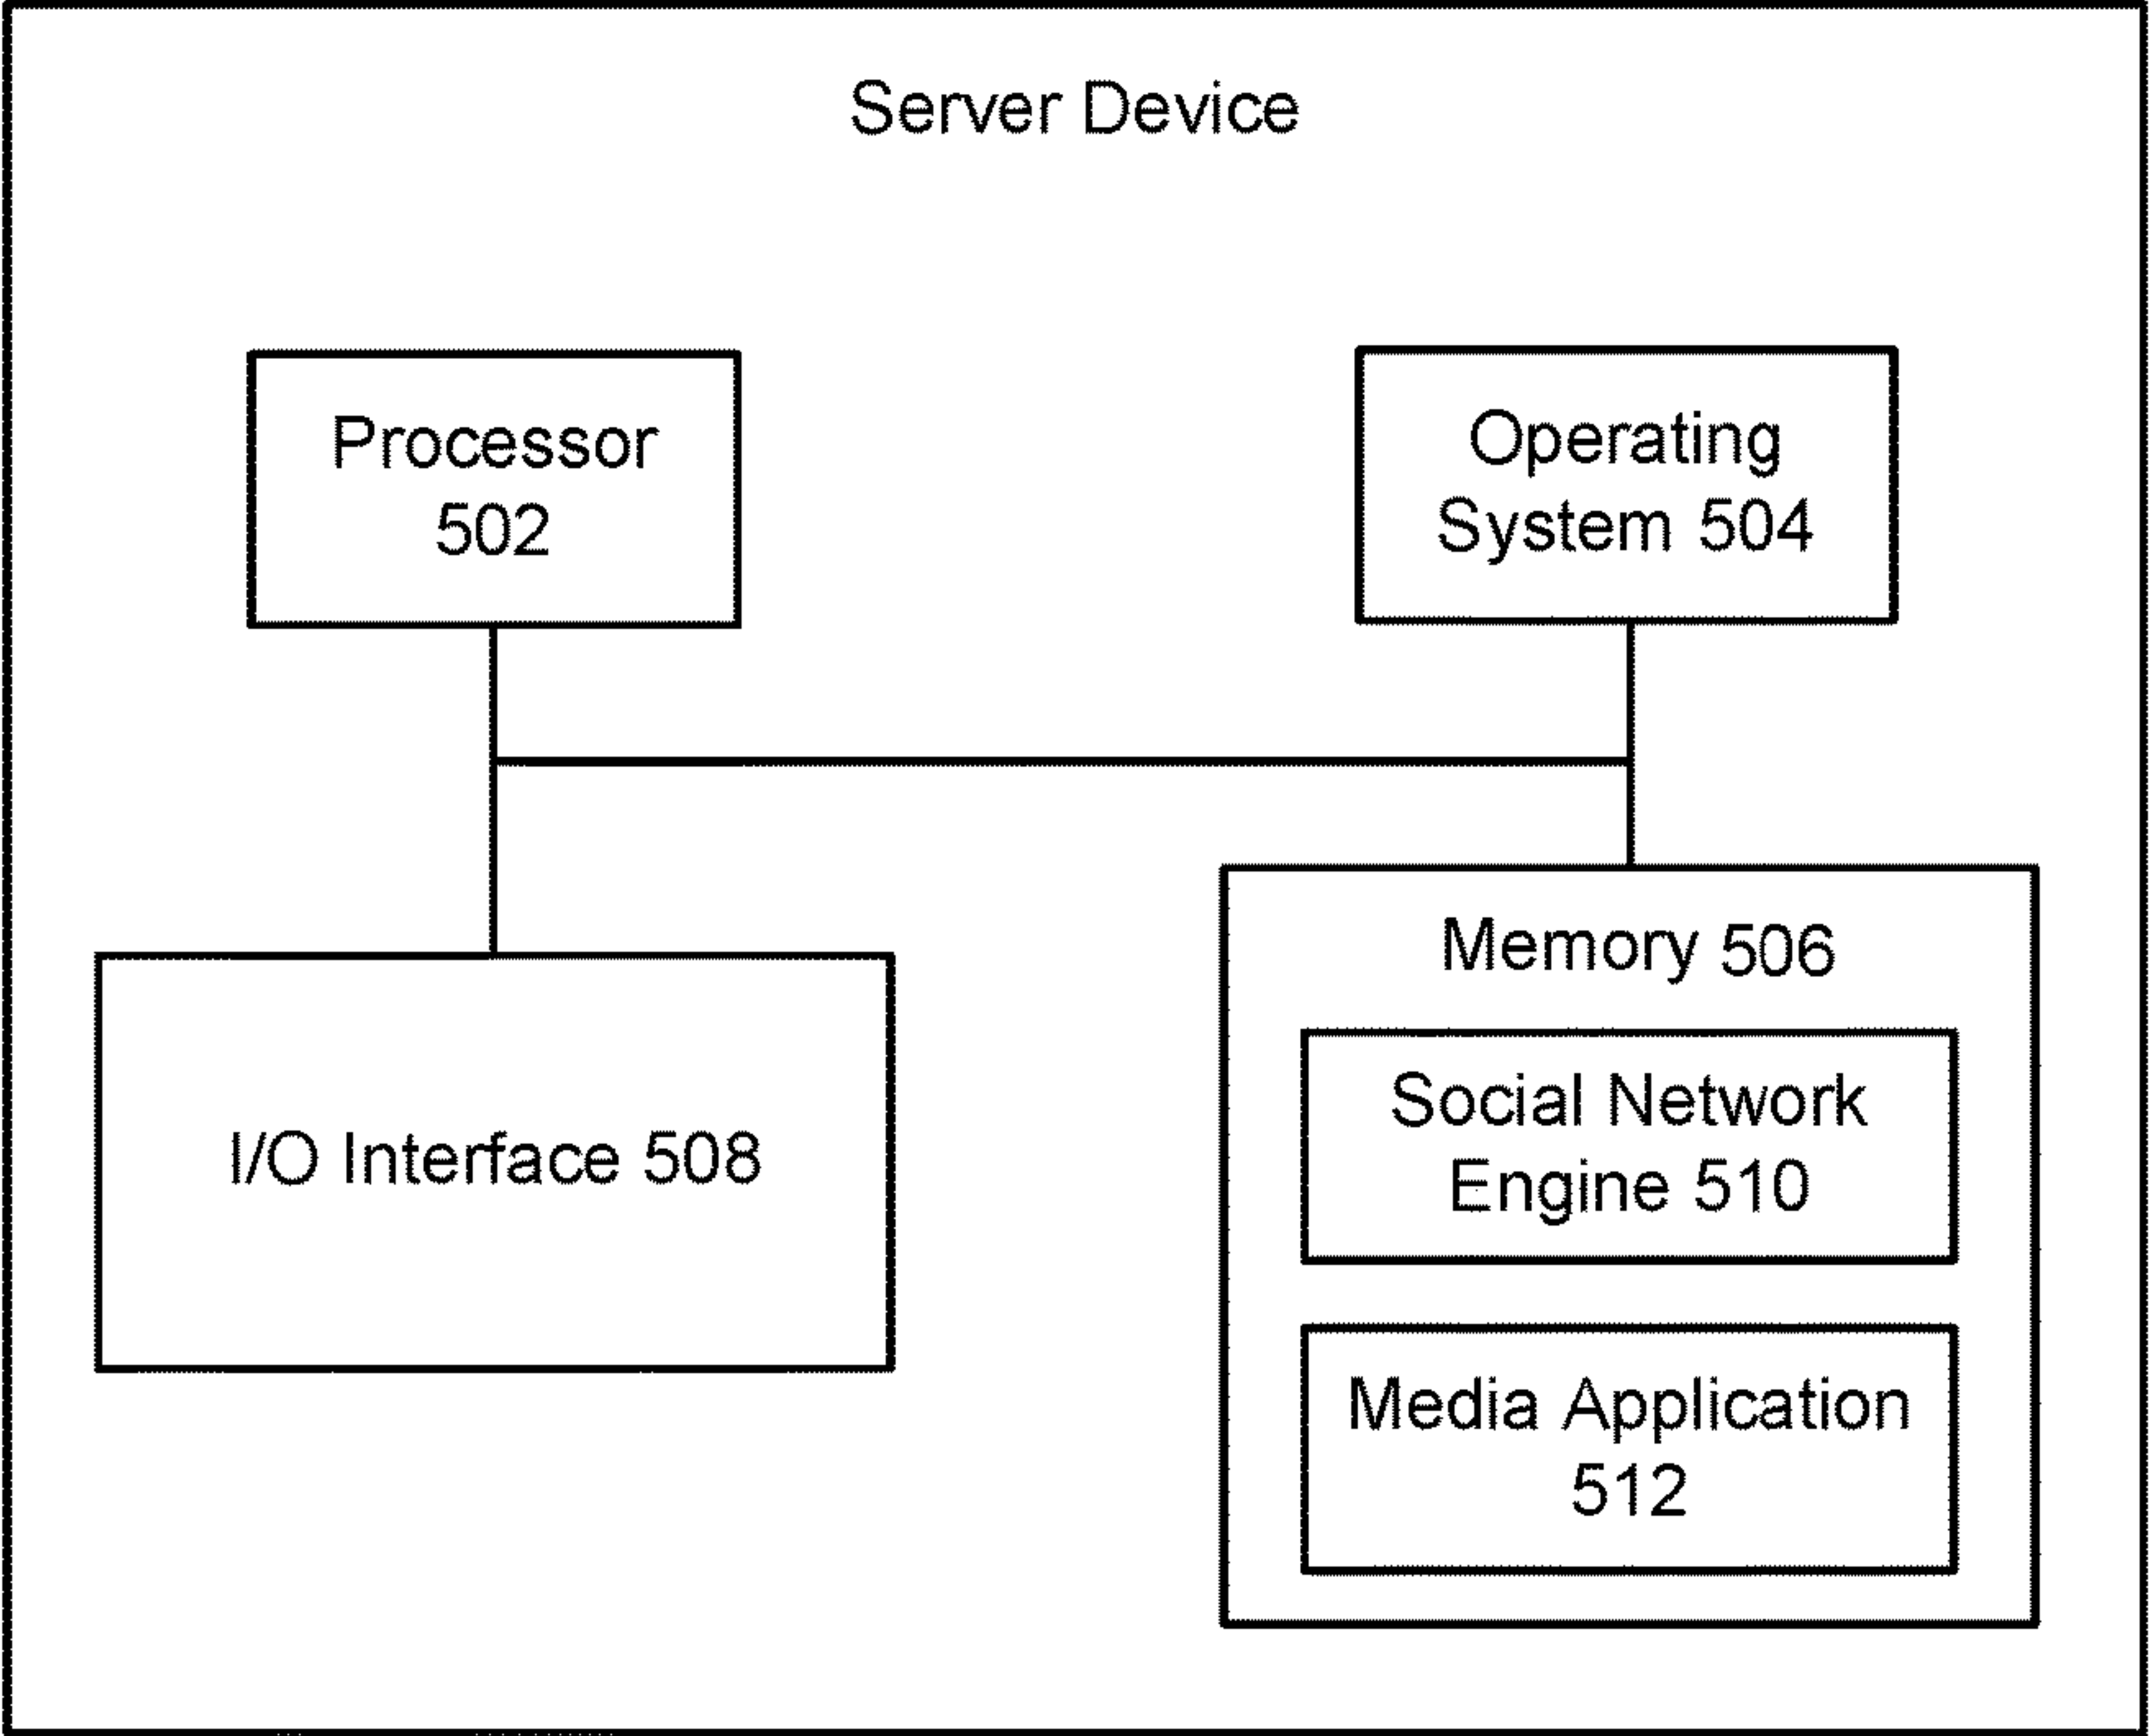 Server Device
Processor
502
Operating
System 504
I/O Interface 508
Memory 506
Social Network
Engine 510
Media Application
512